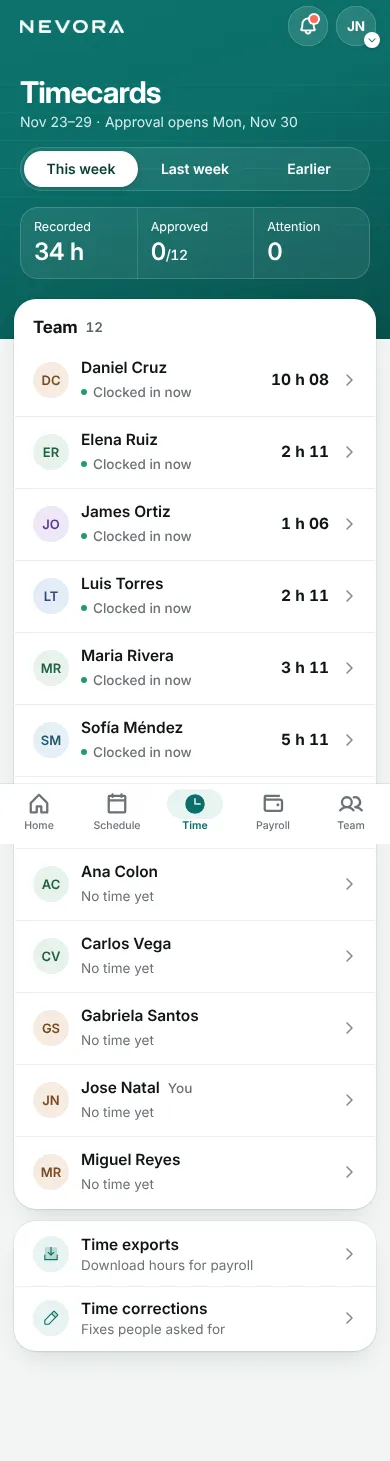 NEVORA
JN
Timecards
Nov 23–29 · Approval opens Mon, Nov 30
This week
Last week
Earlier
Recorded
34 h
Approved
0/12
Attention
0
Team 12
DC
Daniel Cruz
Clocked in now
10 h 08
ER
Elena Ruiz
Clocked in now
2 h 11
JO
James Ortiz
Clocked in now
1 h 06
LT
Luis Torres
Clocked in now
2 h 11
MR
Maria Rivera
Clocked in now
3 h 11
SM
Sofía Méndez
Clocked in now
5 h 11
Home
Schedule
Time
Payroll
Team
AC
Ana Colon
No time yet
CV
Carlos Vega
No time yet
GS
Gabriela Santos
No time yet
JN
Jose Natal You
No time yet
MR
Miguel Reyes
No time yet
Time exports
Download hours for payroll
Time corrections
Fixes people asked for